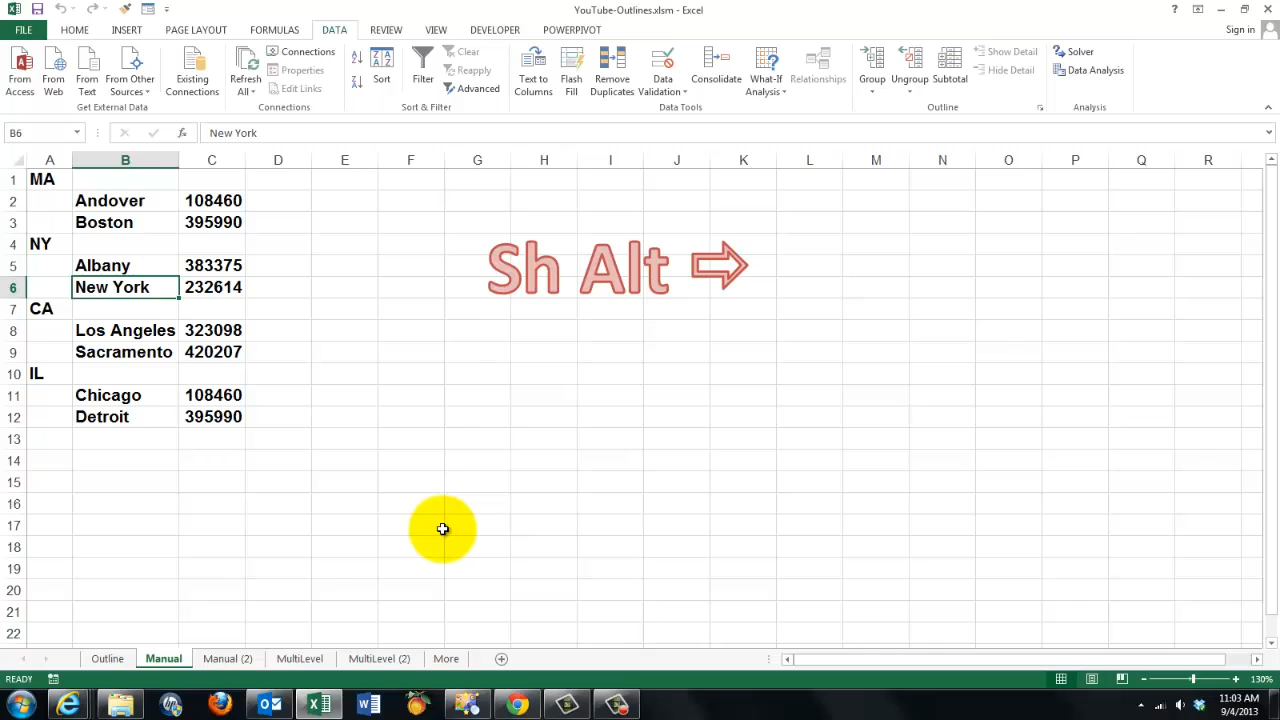 YouTube-Outlines.xlsm - Excel
FILE HOME INSERT PAGE LAYOUT FORMULAS DATA REVIEW VIEW DEVELOPER POWERPIVOT Sign in
From Access
From Web
From Text
From Other Sources
Existing Connections
Get External Data
Refresh All
Connections
Properties
Edit Links
Connections
Sort
Filter
Clear
Reapply
Advanced
Sort & Filter
Text to Columns
Flash Fill
Remove Duplicates
Data Validation
Consolidate
What-If Analysis
Relationships
Data Tools
Group
Ungroup
Subtotal
Show Detail
Hide Detail
Outline
Solver
Data Analysis
Analysis
B6 fx New York
A B C D E F G H I J K L M N O P Q R
1 MA
2 Andover 108460
3 Boston 395990
4 NY
5 Albany 383375
6 New York 232614
7 CA
8 Los Angeles 323098
9 Sacramento 420207
10 IL
11 Chicago 108460
12 Detroit 395990
13
14
15
16
17
18
19
20
21
22
Sh Alt
Outline Manual Manual (2) MultiLevel MultiLevel (2) More
READY 130%
11:03 AM
9/4/2013